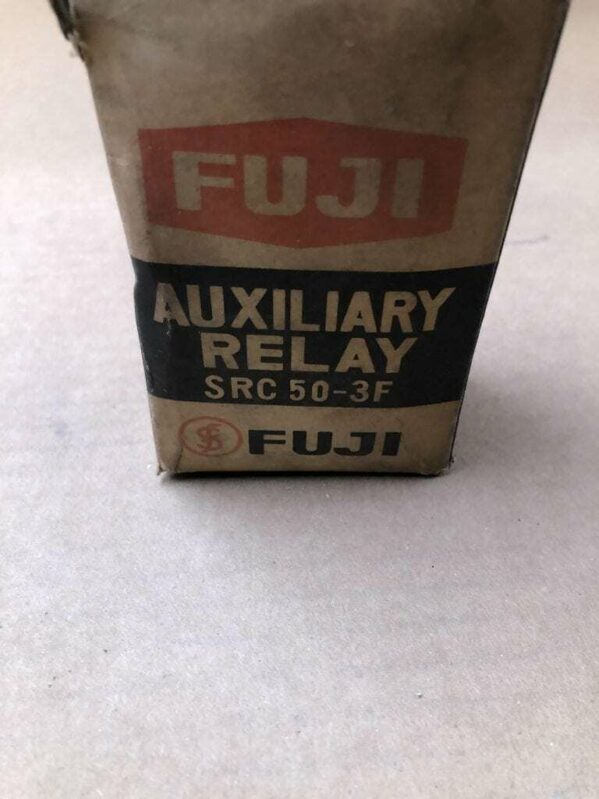 FUJI
AUXILIARY
RELAY
SRC 50-3F
FUJI